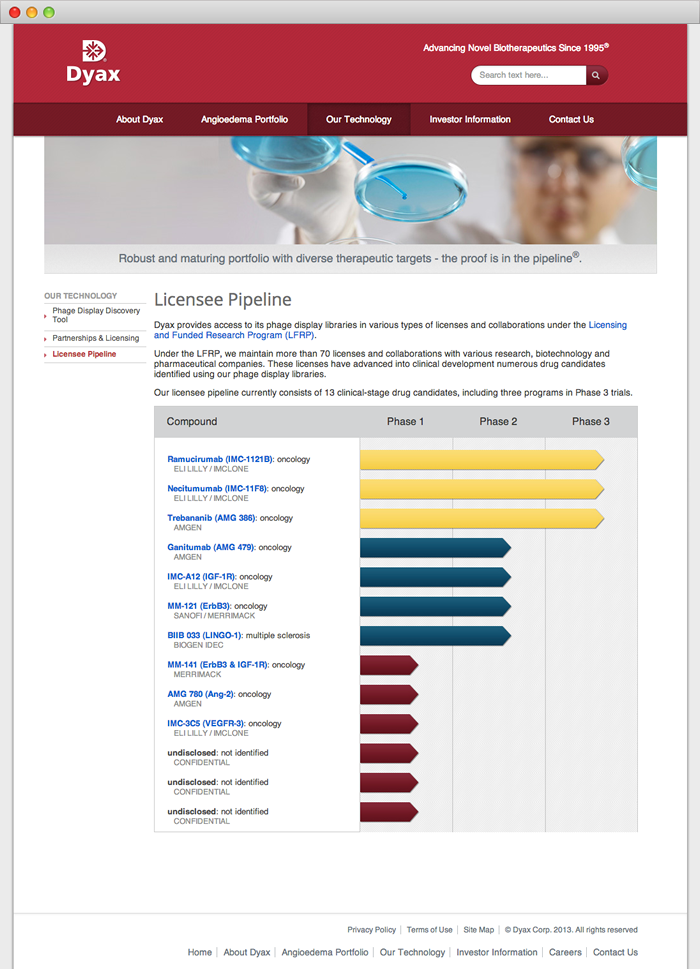 Dyax
Advancing Novel Biotherapeutics Since 1995®
Search text here...
About Dyax
Angioedema Portfolio
Our Technology
Investor Information
Contact Us
Robust and maturing portfolio with diverse therapeutic targets - the proof is in the pipeline®.
OUR TECHNOLOGY
Phage Display Discovery
Tool
Partnerships & Licensing
Licensee Pipeline
Licensee Pipeline
Dyax provides access to its phage display libraries in various types of licenses and collaborations under the Licensing
and Funded Research Program (LFRP).
Under the LFRP, we maintain more than 70 licenses and collaborations with various research, biotechnology and
pharmaceutical companies. These licenses have advanced into clinical development numerous drug candidates
identified using our phage display libraries.
Our licensee pipeline currently consists of 13 clinical-stage drug candidates, including three programs in Phase 3 trials.
Compound Phase 1 Phase 2 Phase 3
Ramucirumab (IMC-1121B): oncology
ELI LILLY / IMCLONE
Necitumumab (IMC-11F8): oncology
ELI LILLY / IMCLONE
Trebananib (AMG 386): oncology
AMGEN
Ganitumab (AMG 479): oncology
AMGEN
IMC-A12 (IGF-1R): oncology
ELI LILLY / IMCLONE
MM-121 (ErbB3): oncology
SANOFI / MERRIMACK
BIIB 033 (LINGO-1): multiple sclerosis
BIOGEN IDEC
MM-141 (ErbB3 & IGF-1R): oncology
MERRIMACK
AMG 780 (Ang-2): oncology
AMGEN
IMC-3C5 (VEGFR-3): oncology
ELI LILLY / IMCLONE
undisclosed: not identified
CONFIDENTIAL
undisclosed: not identified
CONFIDENTIAL
undisclosed: not identified
CONFIDENTIAL
Privacy Policy | Terms of Use | Site Map | © Dyax Corp. 2013. All rights reserved
Home | About Dyax | Angioedema Portfolio | Our Technology | Investor Information | Careers | Contact Us